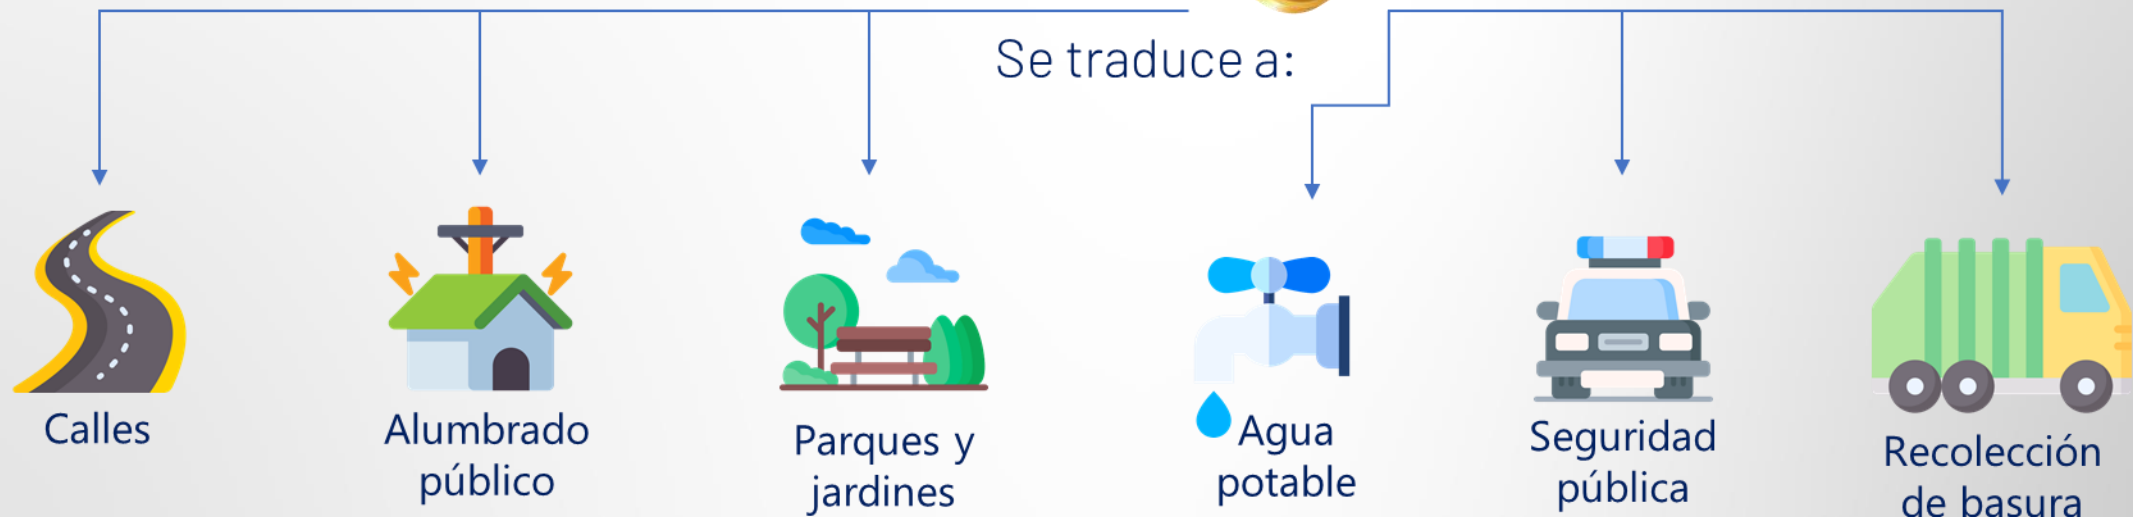 Se traduce a:
Calles
Alumbrado
público
Parques y
jardines
Agua
potable
Seguridad
pública
Recolección
de basura